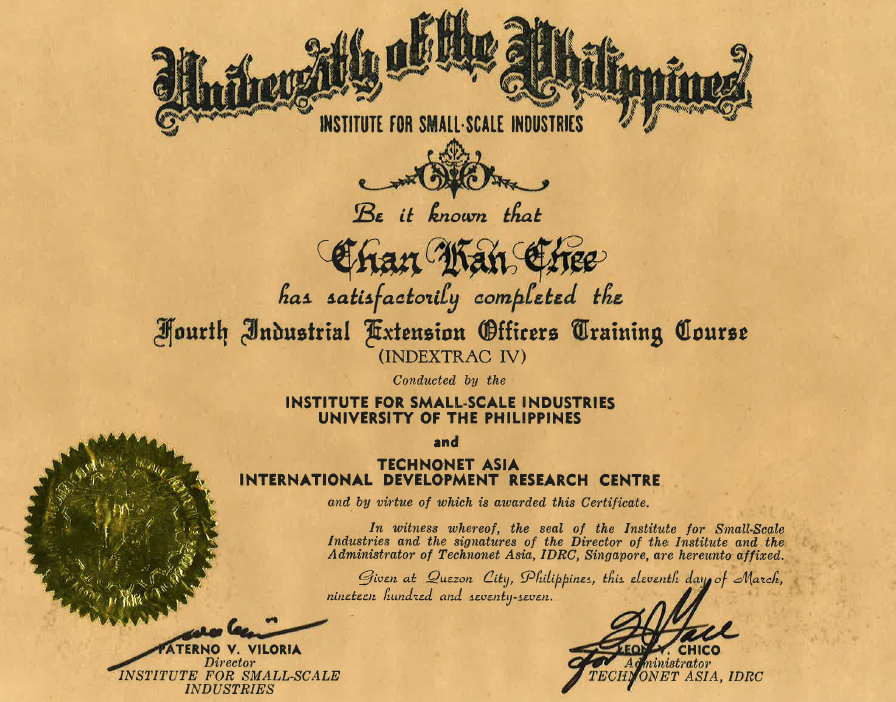 University of the Philippines
INSTITUTE FOR SMALL-SCALE INDUSTRIES
Be it known that
Chan Kah Chee
has satisfactorily completed the
Fourth Industrial Extension Officers Training Course
(INDEXTRAC IV)
Conducted by the
INSTITUTE FOR SMALL-SCALE INDUSTRIES
UNIVERSITY OF THE PHILIPPINES
and
TECHNONET ASIA
INTERNATIONAL DEVELOPMENT RESEARCH CENTRE
and by virtue of which is awarded this Certificate.
In witness whereof, the seal of the Institute for Small-Scale
Industries and the signatures of the Director of the Institute and the
Administrator of Technonet Asia, IDRC, Singapore, are hereunto affixed.
Given at Quezon City, Philippines, this eleventh day of March,
nineteen hundred and seventy-seven.
PATERNO V. VILORIA
Director
INSTITUTE FOR SMALL-SCALE
INDUSTRIES
for
LEON V. CHICO
Administrator
TECHNONET ASIA, IDRC